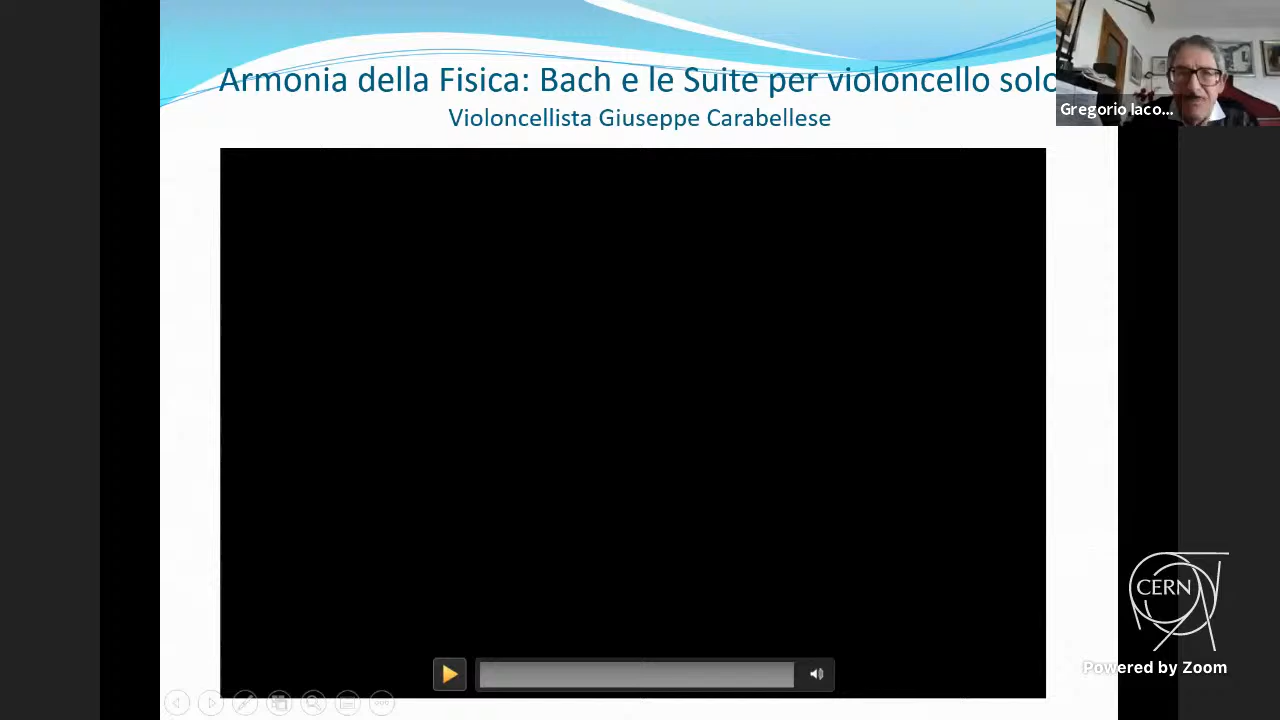 Armonia della Fisica: Bach e le Suite per violoncello solo
Violoncellista Giuseppe Carabellese
Gregorio Iaco...
CERN
Powered by Zoom